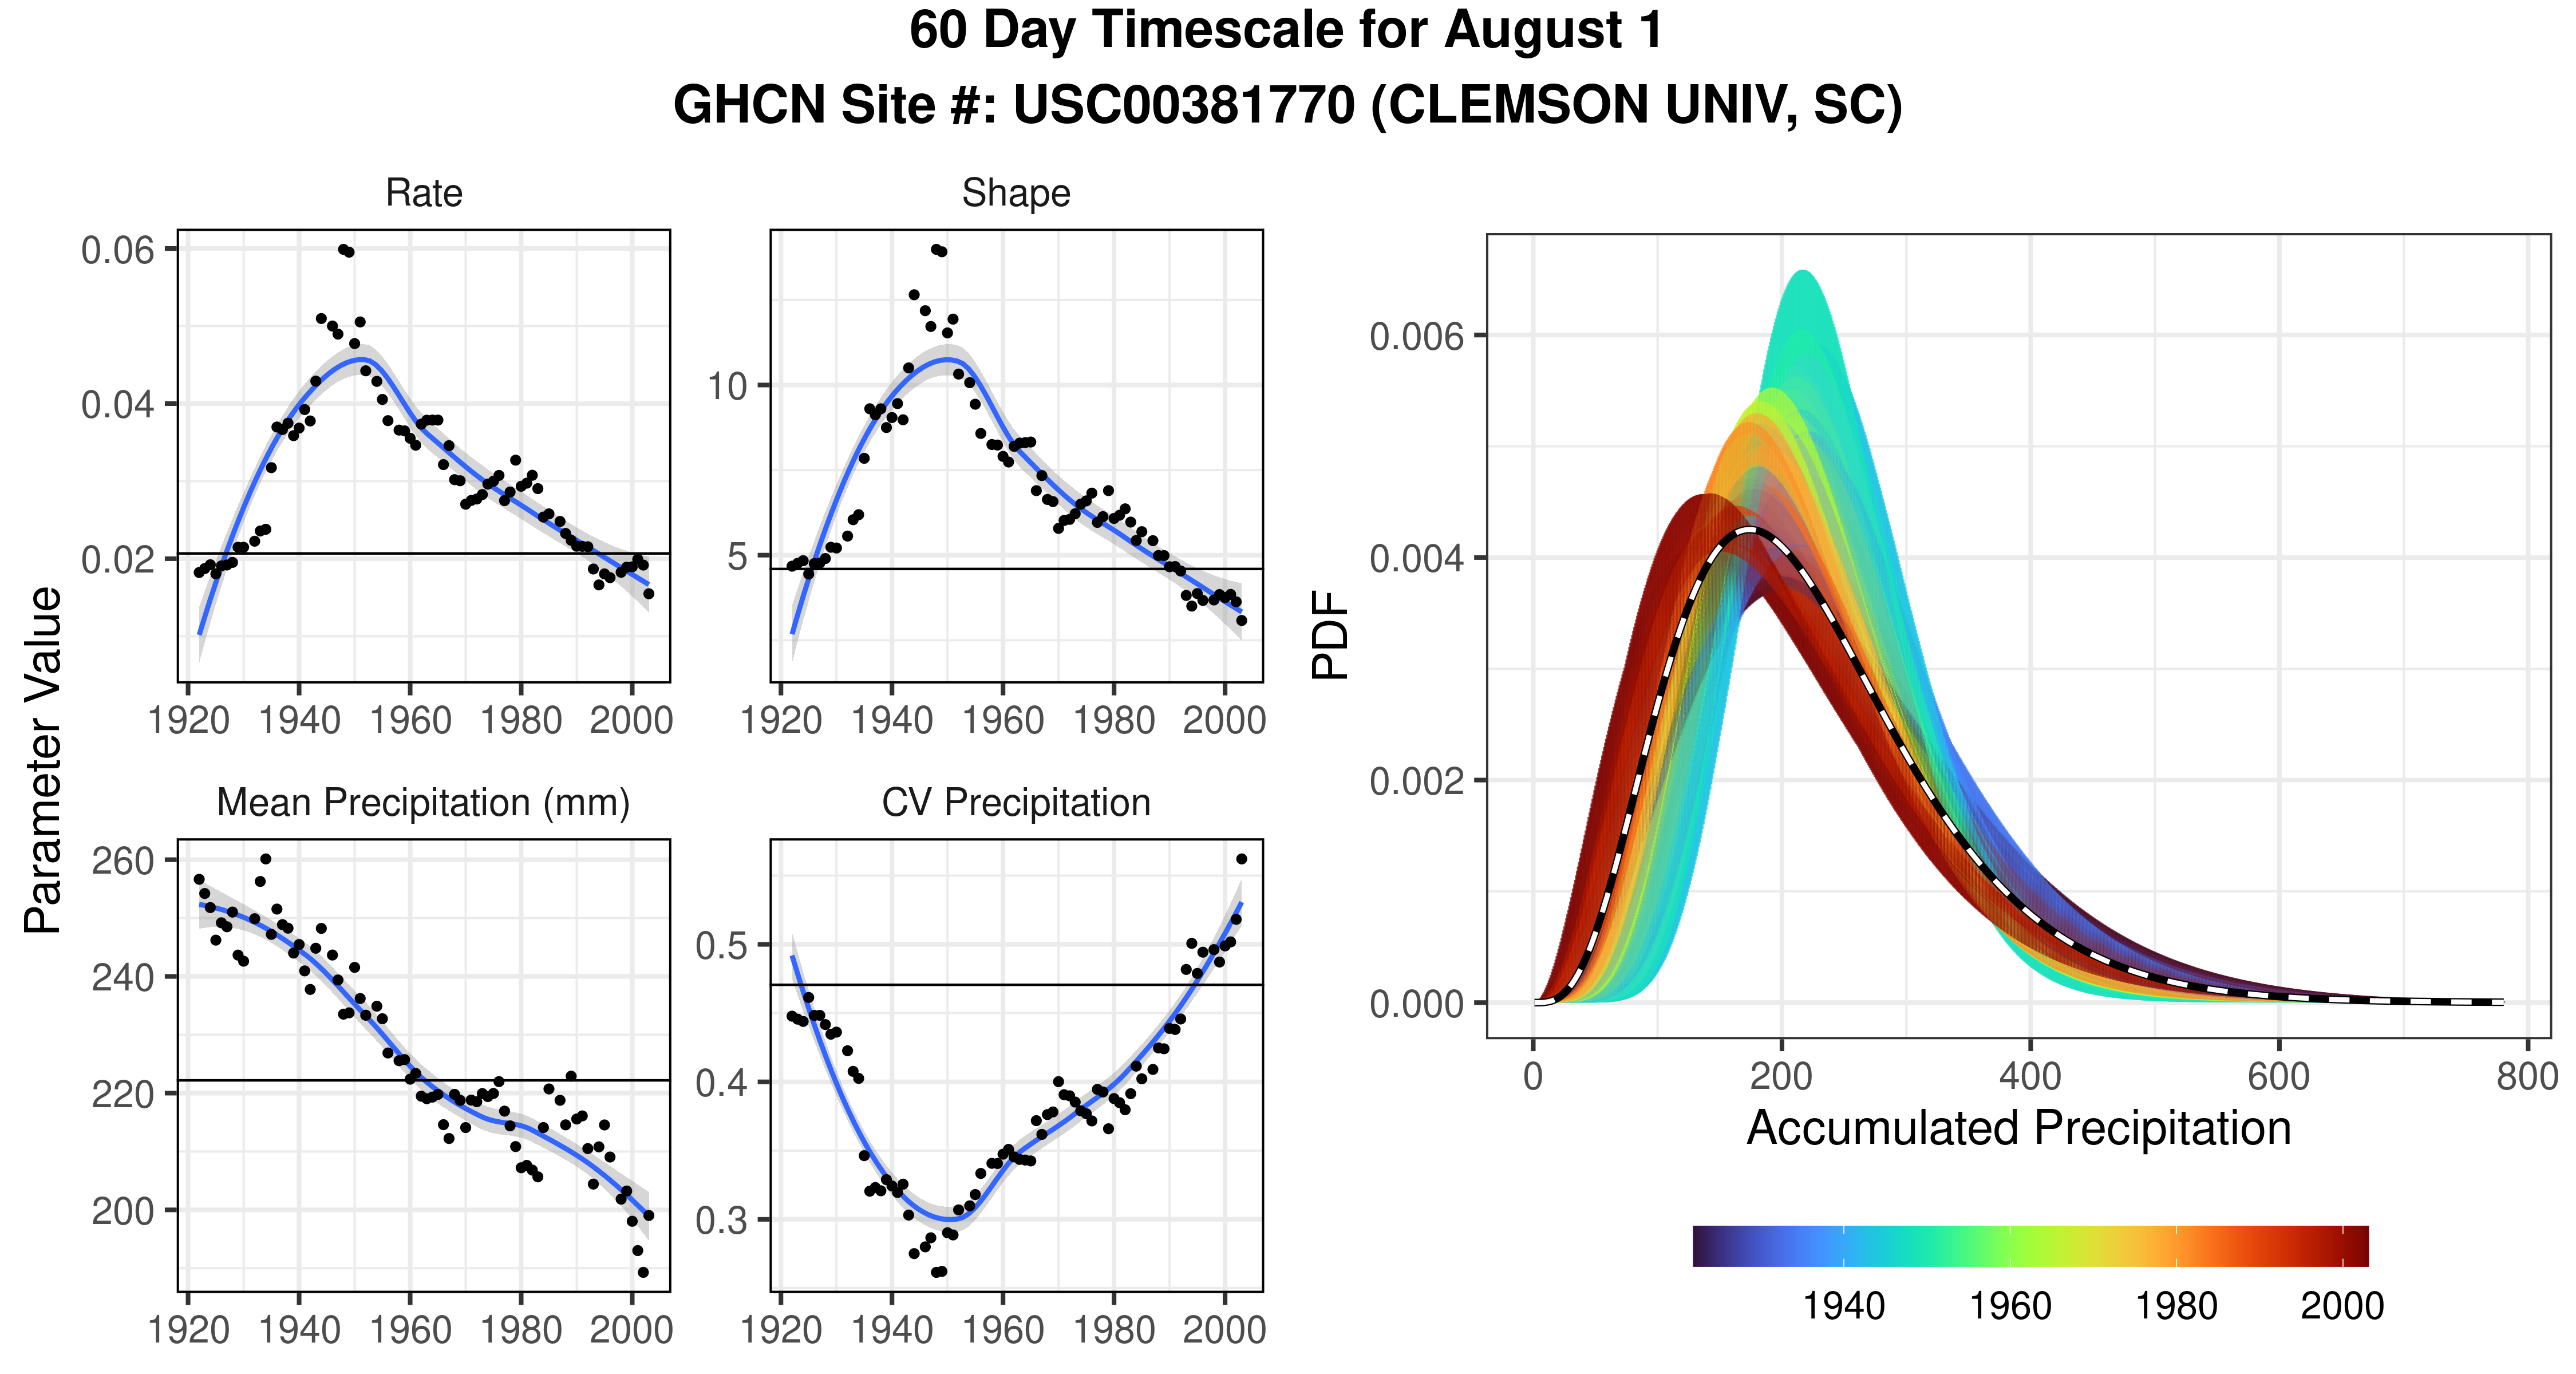 60 Day Timescale for August 1
GHCN Site #: USC00381770 (CLEMSON UNIV, SC)
Parameter Value
Rate
0.06
0.04
0.02
1920 1940 1960 1980 2000
Shape
10
5
1920 1940 1960 1980 2000
Mean Precipitation (mm)
260
240
220
200
1920 1940 1960 1980 2000
CV Precipitation
0.5
0.4
0.3
1920 1940 1960 1980 2000
PDF
0.006
0.004
0.002
0.000
0 200 400 600 800
Accumulated Precipitation
1940 1960 1980 2000